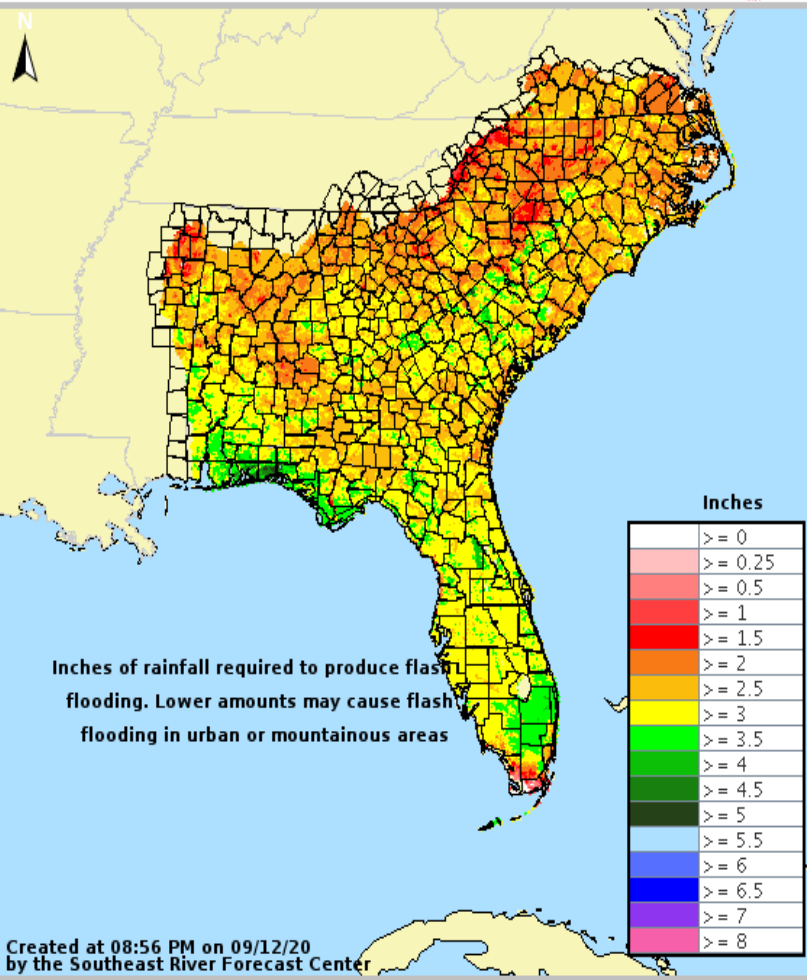 N
Inches
>= 0
>= 0.25
>= 0.5
>= 1
>= 1.5
>= 2
>= 2.5
>= 3
>= 3.5
>= 4
>= 4.5
>= 5
>= 5.5
>= 6
>= 6.5
>= 7
>= 8
Inches of rainfall required to produce flash
flooding. Lower amounts may cause flash
flooding in urban or mountainous areas
Created at 08:56 PM on 09/12/20
by the Southeast River Forecast Center